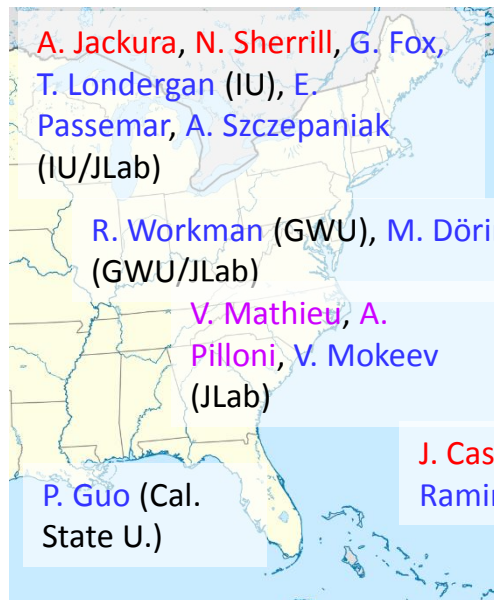 A. Jackura, N. Sherrill, G. Fox,
T. Londergan (IU), E.
Passemar, A. Szczepaniak
(IU/JLab)
R. Workman (GWU), M. Döri
(GWU/JLab)
V. Mathieu, A.
Pilloni, V. Mokeev
(JLab)
J. Cas
Ramir
P. Guo (Cal.
State U.)